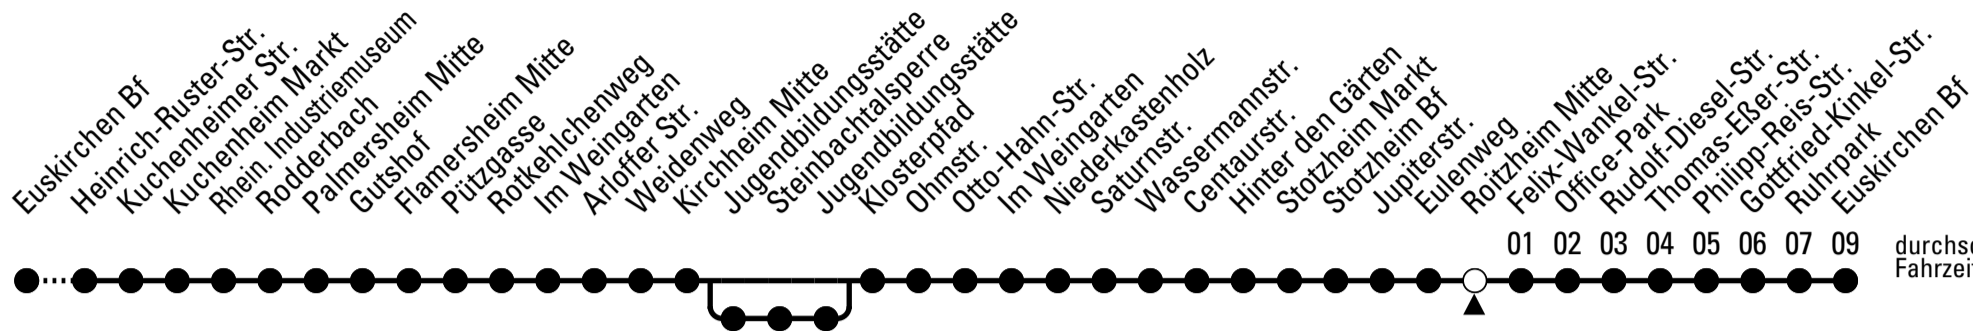 Euskirchen Bf
Heinrich-Ruster-Str.
Kuchenheimer Str.
Kuchenheim Markt
Rhein. Industriemuseum
Rodderbach
Palmersheim Mitte
Gutshof
Flamersheim Mitte
Pützgasse
Rotkehlchenweg
Im Weingarten
Arloffer Str.
Weidenweg
Kirchheim Mitte
Jugendbildungsstätte
Steinbachtalsperre
Jugendbildungsstätte
Klosterpfad
Ohmstr.
Otto-Hahn-Str.
Im Weingarten
Niederkastenholz
Saturnstr.
Wassermannstr.
Centaurstr.
Hinter den Gärten
Stotzheim Markt
Stotzheim Bf
Jupiterstr.
Eulenweg
Roitzheim Mitte
Felix-Wankel-Str.
Office-Park
Rudolf-Diesel-Str.
Thomas-Eßer-Str.
Philipp-Reis-Str.
Gottfried-Kinkel-Str.
Ruhrpark
Euskirchen Bf
01 02 03 04 05 06 07 09